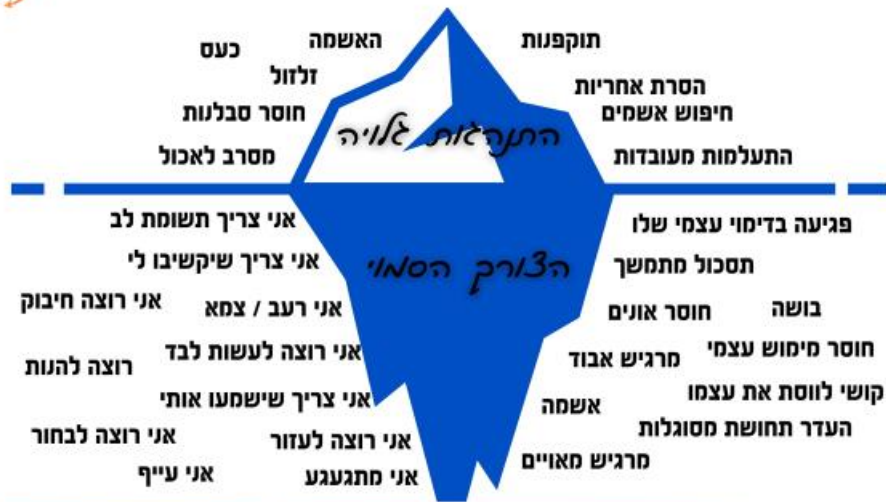 תוקפנות
האשמה
כעס
זלזול
הסרת אחריות
חוסר סבלנות
חיפוש אשמים
התנהגות גלויה
מסרב לאכול
התעלמות מעובדות
אני צריך תשומת לב
פגיעה בדימוי עצמי שלו
הצורך הסמוי
אני צריך שיקשיבו לי
תסכול מתמשך
אני רוצה חיבוק
אני רעב / צמא
חוסר אונים
בושה
אני רוצה לעשות לבד
רוצה להנות
מרגיש אבוד
חוסר מימוש עצמי
אני צריך שישמעו אותי
אשמה
קושי לווסת את עצמו
העדר תחושת מסוגלות
אני רוצה לבחור
אני רוצה לעזור
מרגיש מאויים
אני עייף
אני מתגעגע